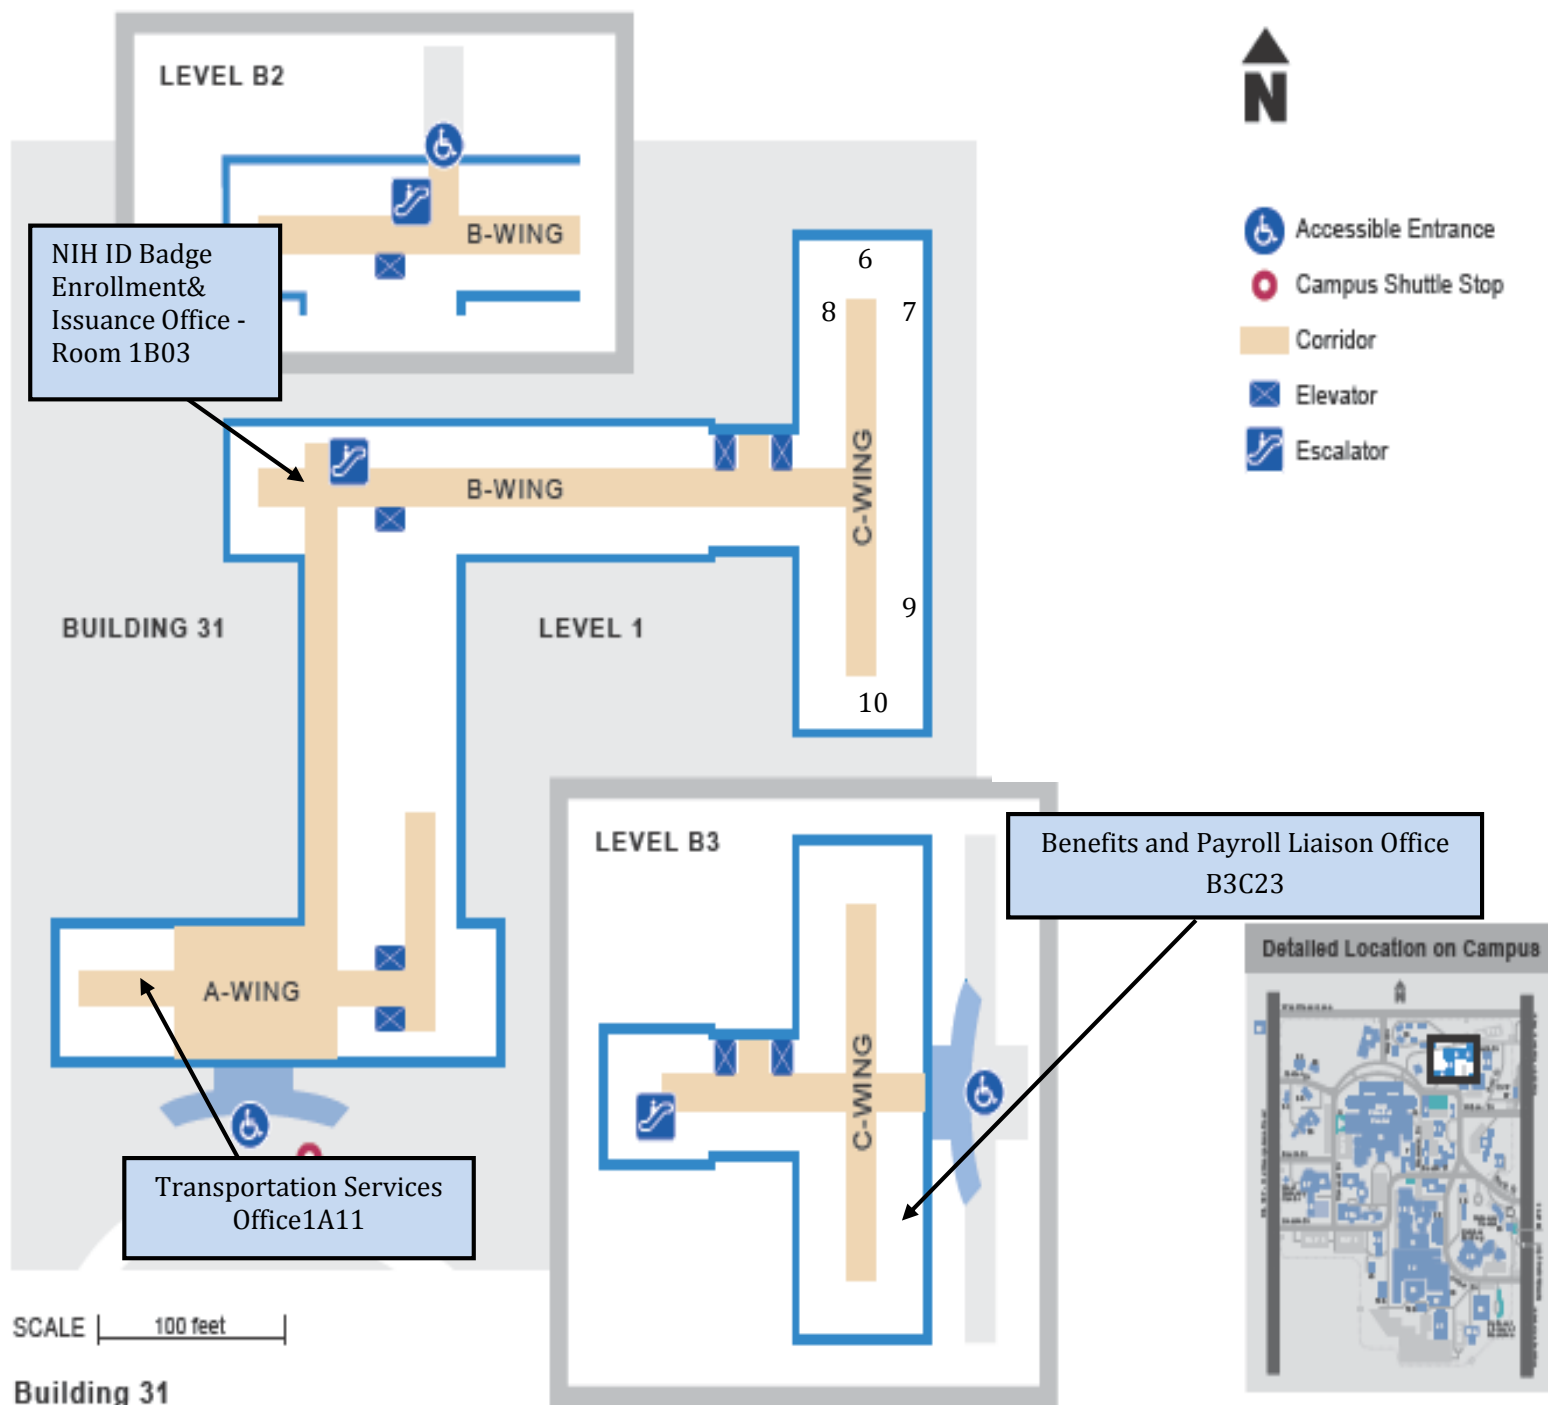 LEVEL B2
B-WING
NIH ID Badge
Enrollment&
Issuance Office -
Room 1B03
N
Accessible Entrance
Campus Shuttle Stop
Corridor
Elevator
Escalator
6
8
7
C-WING
9
10
B-WING
BUILDING 31
LEVEL 1
A-WING
Transportation Services
Office1A11
LEVEL B3
C-WING
Benefits and Payroll Liaison Office
B3C23
Detailed Location on Campus
SCALE
100 feet
Building 31